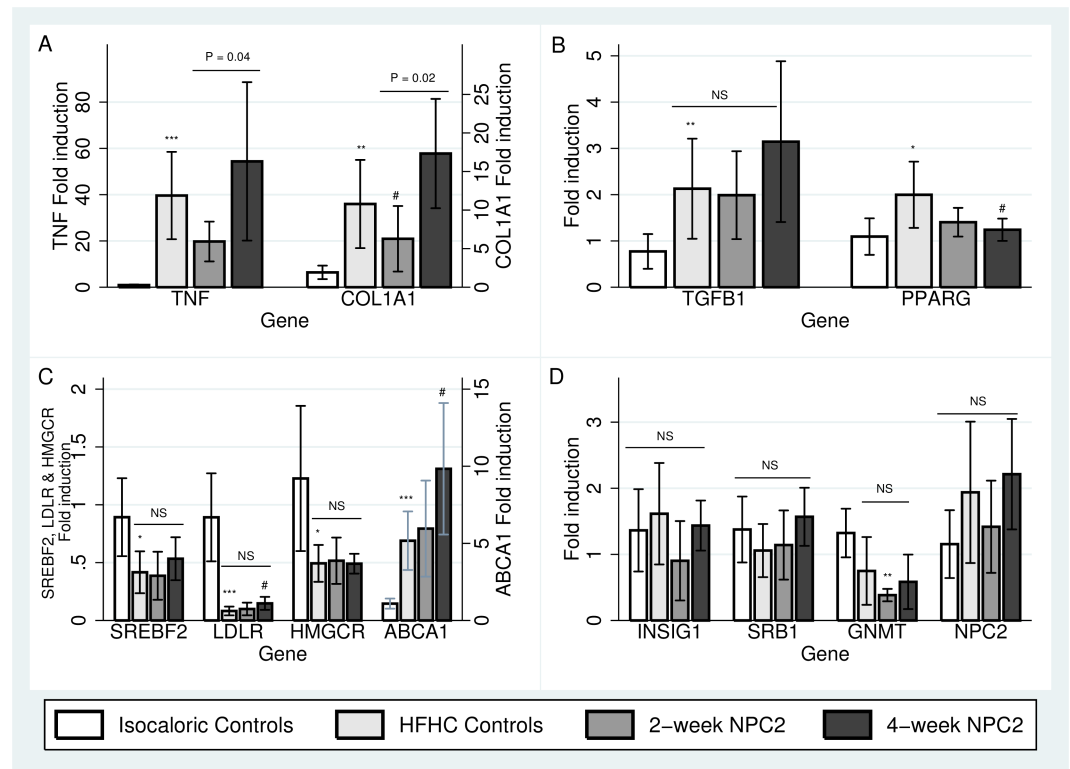 A
P = 0.04
P = 0.02
***
**
#
TNF Fold induction
0 20 40 60 80
COL1A1 Fold induction
0 5 10 15 20 25
TNF COL1A1
Gene
B
NS
**
*
#
Fold induction
0 1 2 3 4 5
TGFB1 PPARG
Gene
C
NS
*
NS
***
#
NS
*
***
#
SREBF2, LDLR & HMGCR
Fold induction
0 .5 1 1.5 2
ABCA1 Fold induction
0 5 10 15
SREBF2 LDLR HMGCR ABCA1
Gene
D
NS
NS
NS
**
NS
Fold induction
0 1 2 3
INSIG1 SRB1 GNMT NPC2
Gene
Isocaloric Controls HFHC Controls 2−week NPC2 4−week NPC2